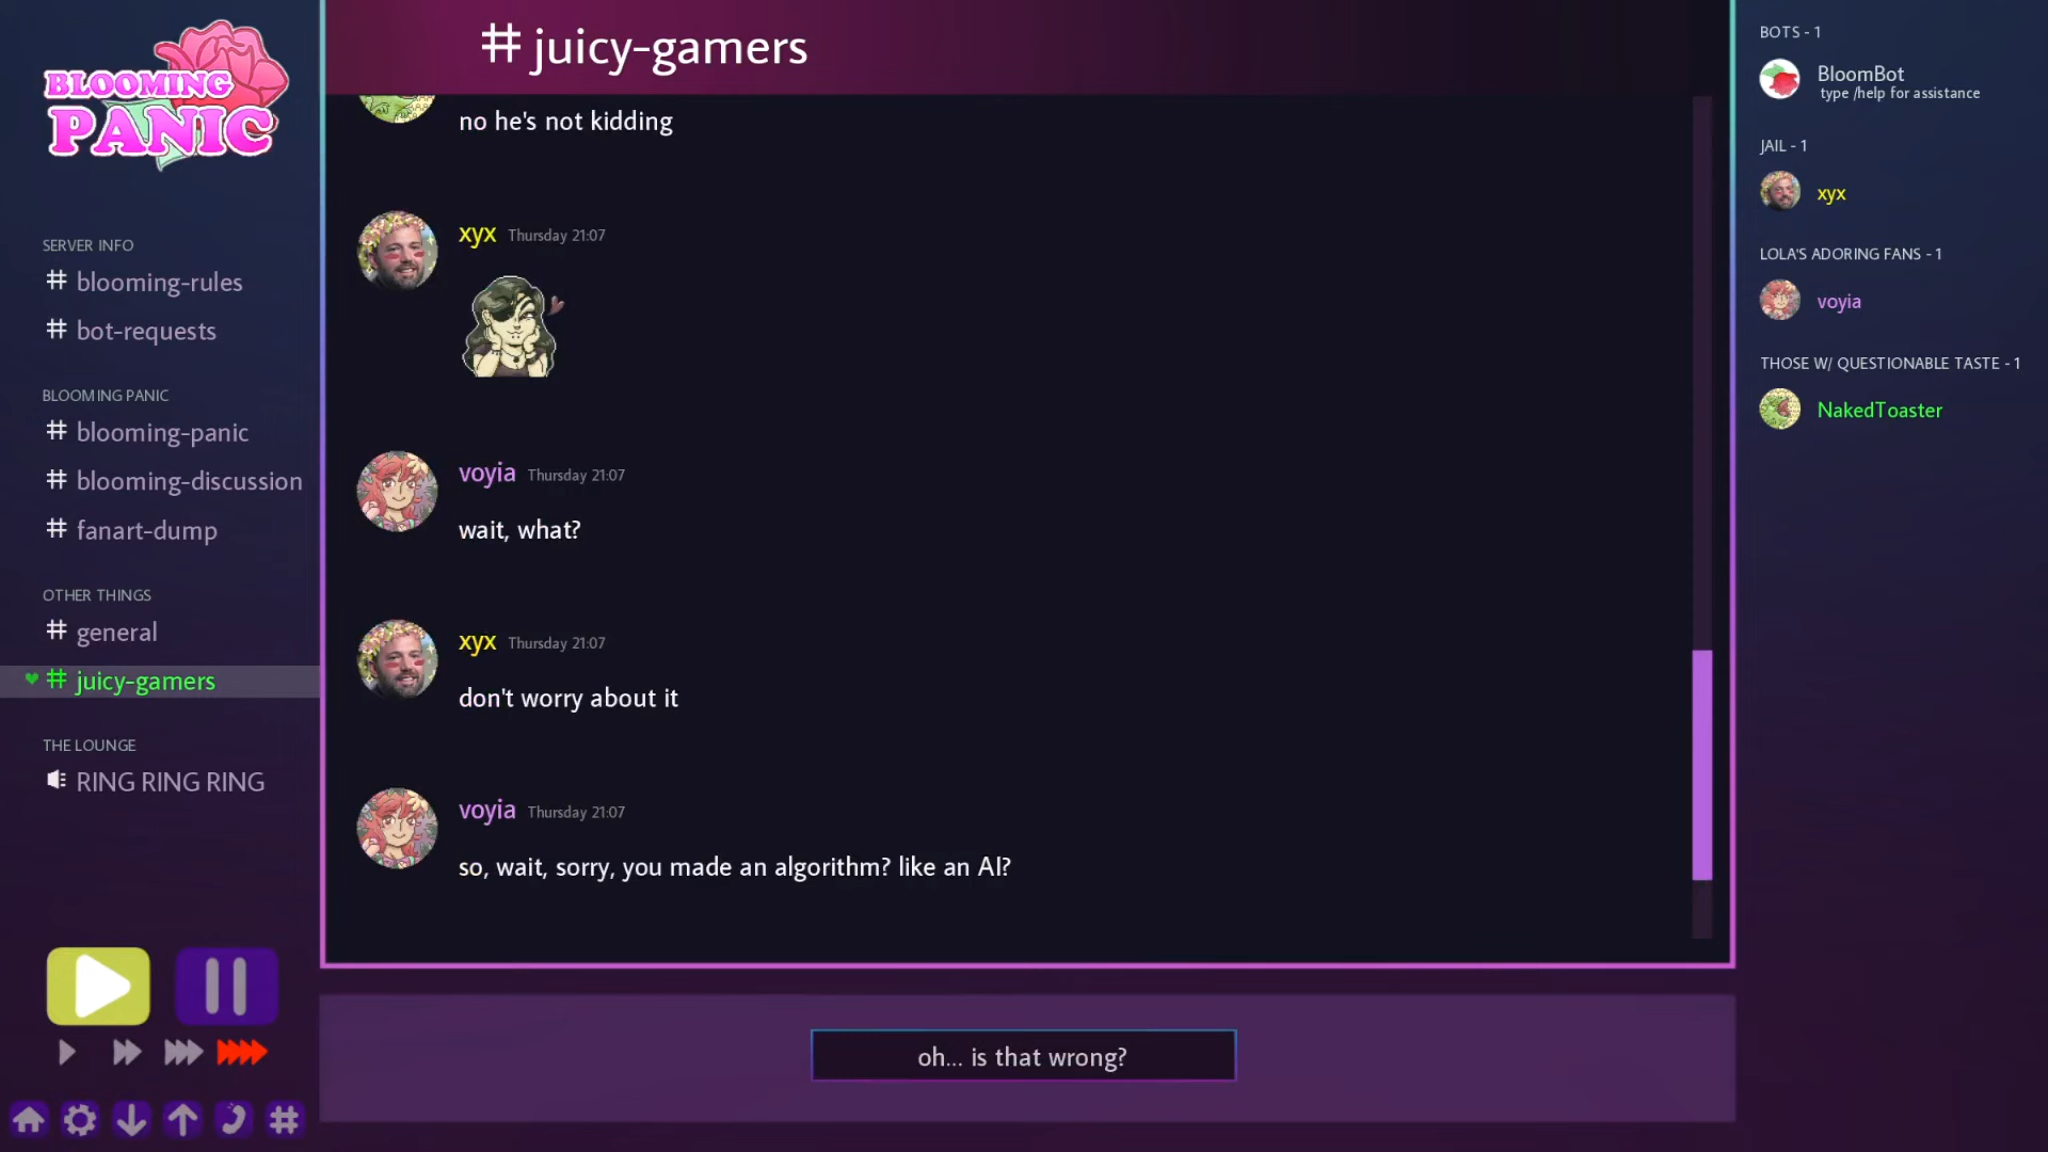 BLOOMING
PANIC
SERVER INFO
# blooming-rules
# bot-requests
BLOOMING PANIC
# blooming-panic
# blooming-discussion
# fanart-dump
OTHER THINGS
# general
# juicy-gamers
THE LOUNGE
RING RING RING
# juicy-gamers
no he's not kidding
xyx Thursday 21:07
voyia Thursday 21:07
wait, what?
xyx Thursday 21:07
don't worry about it
voyia Thursday 21:07
so, wait, sorry, you made an algorithm? like an AI?
oh... is that wrong?
BOTS - 1
BloomBot
type /help for assistance
JAIL - 1
xyx
LOLA'S ADORING FANS - 1
voyia
THOSE W/ QUESTIONABLE TASTE - 1
NakedToaster